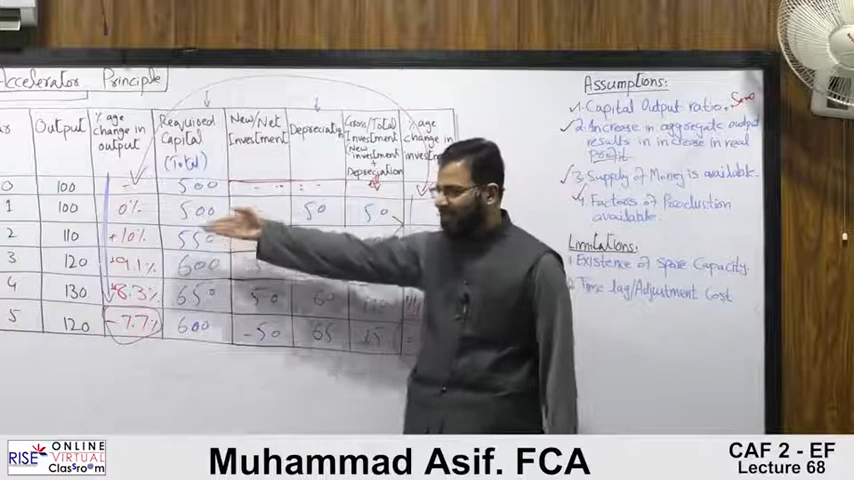 Accelerator Principle
Output
% age
change in
output
Required
Capital
(Total)
New/Net
Investment
Depreciation
Gross/Total
Investment
(New
investment
+
Depreciation
% age
change in
0 100 - 500 - - -
1 100 0% 500 50 50
2 110 +10% 550
3 120 +9.1% 600
4 130 +8.3% 650 50 60
5 120 -7.7% 600 -50 65 15
Assumptions:
1. Capital Output ratio. Same
2. Increase in aggregate output
results in increase in real
profit.
3. Supply of Money is available.
4. Factors of Production
available.
Limitations:
1. Existence of Spare Capacity.
2. Time lag/Adjustment Cost
RISE ONLINE VIRTUAL Classroom
Muhammad Asif. FCA
CAF 2 - EF
Lecture 68